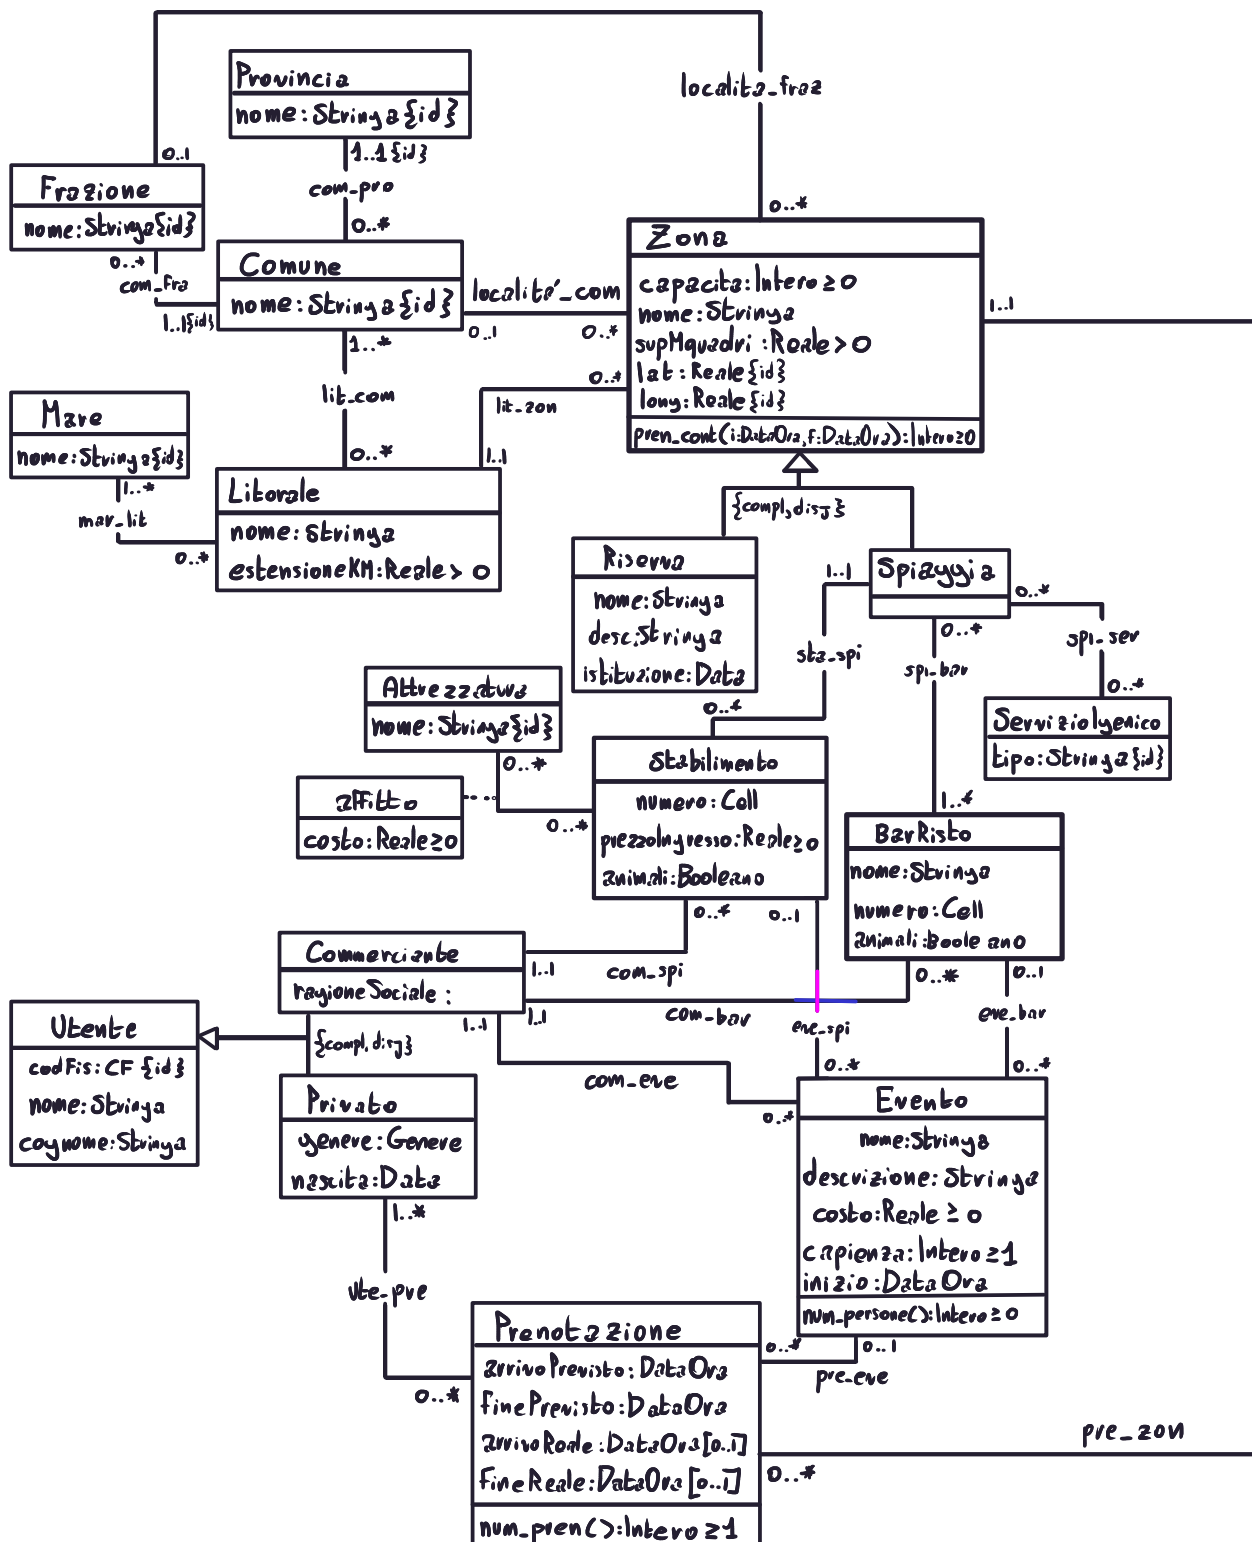 localita_fraz
Provincia
nome:Stringa{id}
1..1{id}
com_pro
0..*
0..1
Frazione
nome:Stringa{id}
0..*
com_fra
1..1{id}
Comune
nome:Stringa{id}
localita'_com
0..1
0..*
1..*
lit_com
0..*
0..*
Zona
capacita:Intero≥0
nome:Stringa
supMquadri:Reale>0
lat:Reale{id}
long:Reale{id}
pren_cont(i:DataOra,f:DataOra):Intero≥0
1..1
0..*
lit_zon
1..1
Mare
nome:Stringa{id}
1..*
mar_lit
0..*
Litorale
nome:Stringa
estensioneKM:Reale>0
{compl,disj}
Riserva
nome:Stringa
desc:Stringa
istituzione:Data
Spiaggia
1..1
sta_spi
0..*
0..*
spi_bar
1..*
0..*
spi_ser
0..*
ServizioIgenico
tipo:Stringa{id}
Attrezzatura
nome:Stringa{id}
0..*
affitto
costo:Reale≥0
0..*
Stabilimento
numero:Cell
prezzoIngresso:Reale≥0
animali:Booleano
BarRisto
nome:Stringa
numero:Cell
animali:Booleano
0..*
0..1
0..*
0..1
Commerciante
ragioneSociale:
1..1
com_spi
1..1
com_bar
1..1
com_eve
0..*
eve_spi
0..*
eve_bar
0..*
Utente
codFis:CF{id}
nome:Stringa
cognome:Stringa
{compl,disj}
Privato
genere:Genere
nascita:Data
1..*
Ute_pre
0..*
Evento
nome:Stringa
descrizione:Stringa
costo:Reale≥0
capienza:Intero≥1
inizio:DataOra
num_persone():Intero≥0
0..*
0..1
pre_eve
Prenotazione
arrivoPrevisto:DataOra
finePrevisto:DataOra
arrivoReale:DataOra[0..1]
fineReale:DataOra[0..1]
num_pren():Intero≥1
pre_zon
0..*